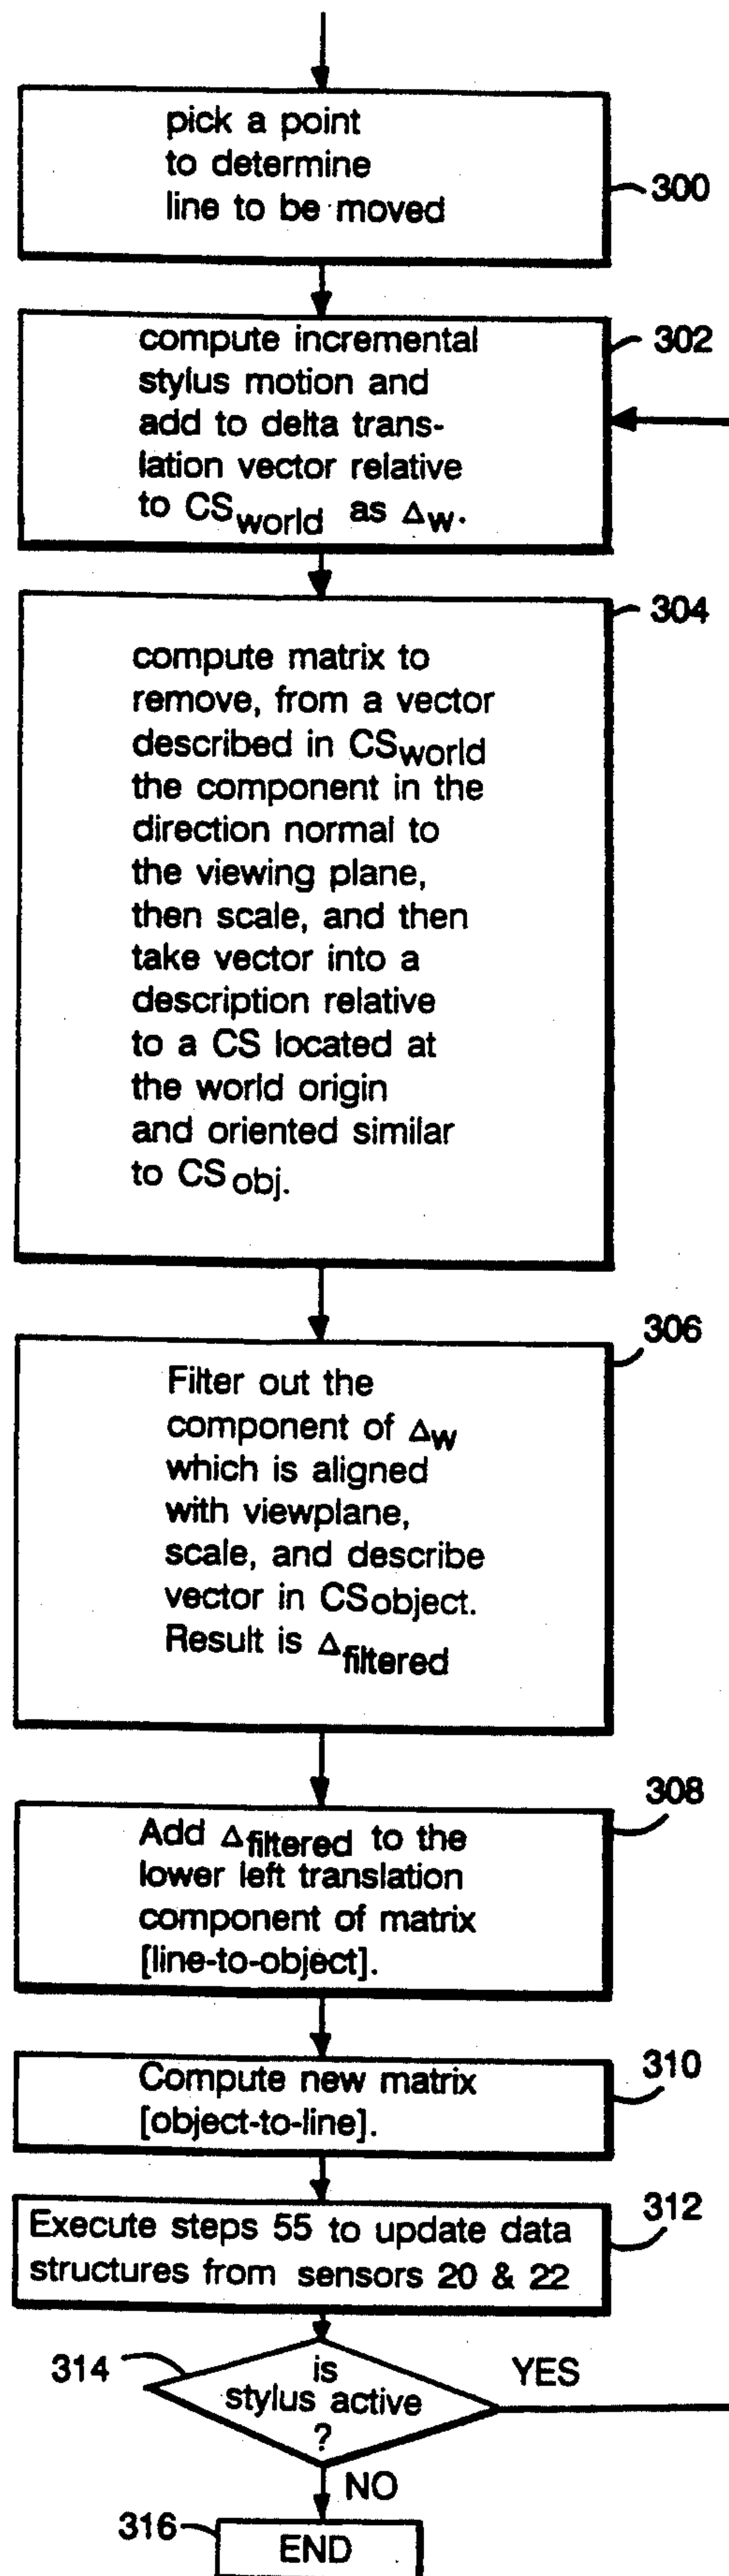 pick a point
to determine
line to be moved
300
compute incremental
stylus motion and
add to delta trans-
lation vector relative
to CSworld as Δw.
302
compute matrix to
remove, from a vector
described in CSworld
the component in the
direction normal to
the viewing plane,
then scale, and then
take vector into a
description relative
to a CS located at
the world origin
and oriented similar
to CSobj.
304
Filter out the
component of Δw
which is aligned
with viewplane,
scale, and describe
vector in CSobject.
Result is Δfiltered
306
Add Δfiltered to the
lower left translation
component of matrix
[line-to-object].
308
Compute new matrix
[object-to-line].
310
Execute steps 55 to update data
structures from sensors 20 & 22
312
314
is
stylus active
?
YES
NO
316
END